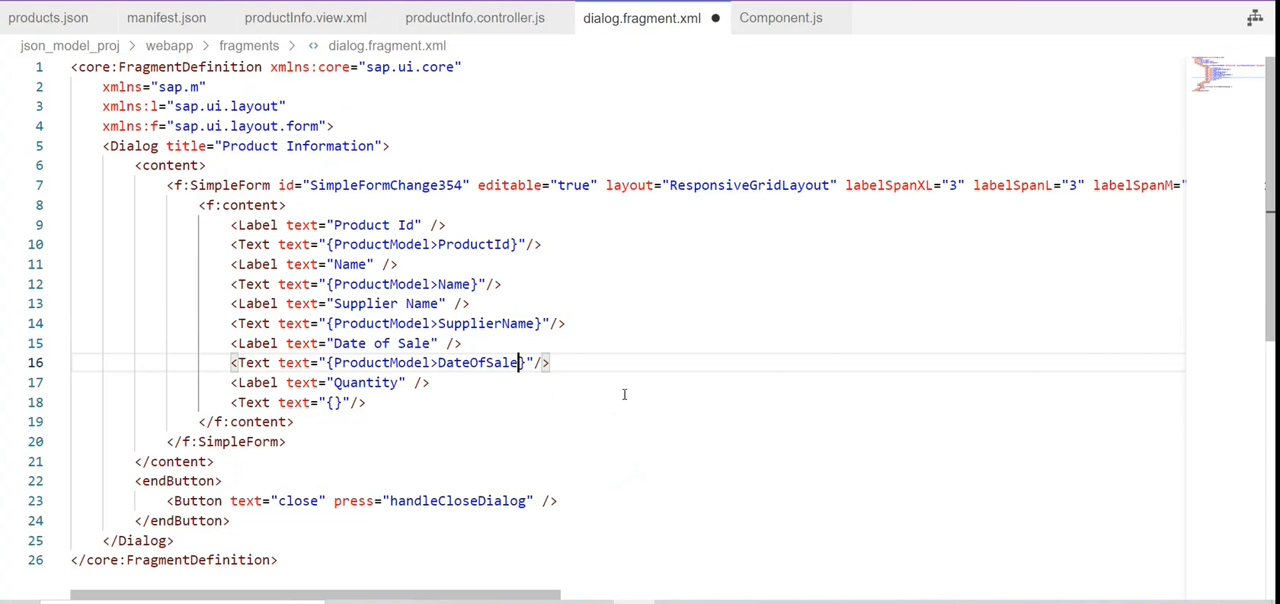 products.json manifest.json productInfo.view.xml productInfo.controller.js dialog.fragment.xml Component.js
json_model_proj > webapp > fragments > dialog.fragment.xml
1 <core:FragmentDefinition xmlns:core="sap.ui.core"
2 xmlns="sap.m"
3 xmlns:l="sap.ui.layout"
4 xmlns:f="sap.ui.layout.form">
5 <Dialog title="Product Information">
6 <content>
7 <f:SimpleForm id="SimpleFormChange354" editable="true" layout="ResponsiveGridLayout" labelSpanXL="3" labelSpanL="3" labelSpanM="
8 <f:content>
9 <Label text="Product Id" />
10 <Text text="{ProductModel>ProductId}"/>
11 <Label text="Name" />
12 <Text text="{ProductModel>Name}"/>
13 <Label text="Supplier Name" />
14 <Text text="{ProductModel>SupplierName}"/>
15 <Label text="Date of Sale" />
16 <Text text="{ProductModel>DateOfSale}"/>
17 <Label text="Quantity" />
18 <Text text="{}"/>
19 </f:content>
20 </f:SimpleForm>
21 </content>
22 <endButton>
23 <Button text="close" press="handleCloseDialog" />
24 </endButton>
25 </Dialog>
26 </core:FragmentDefinition>